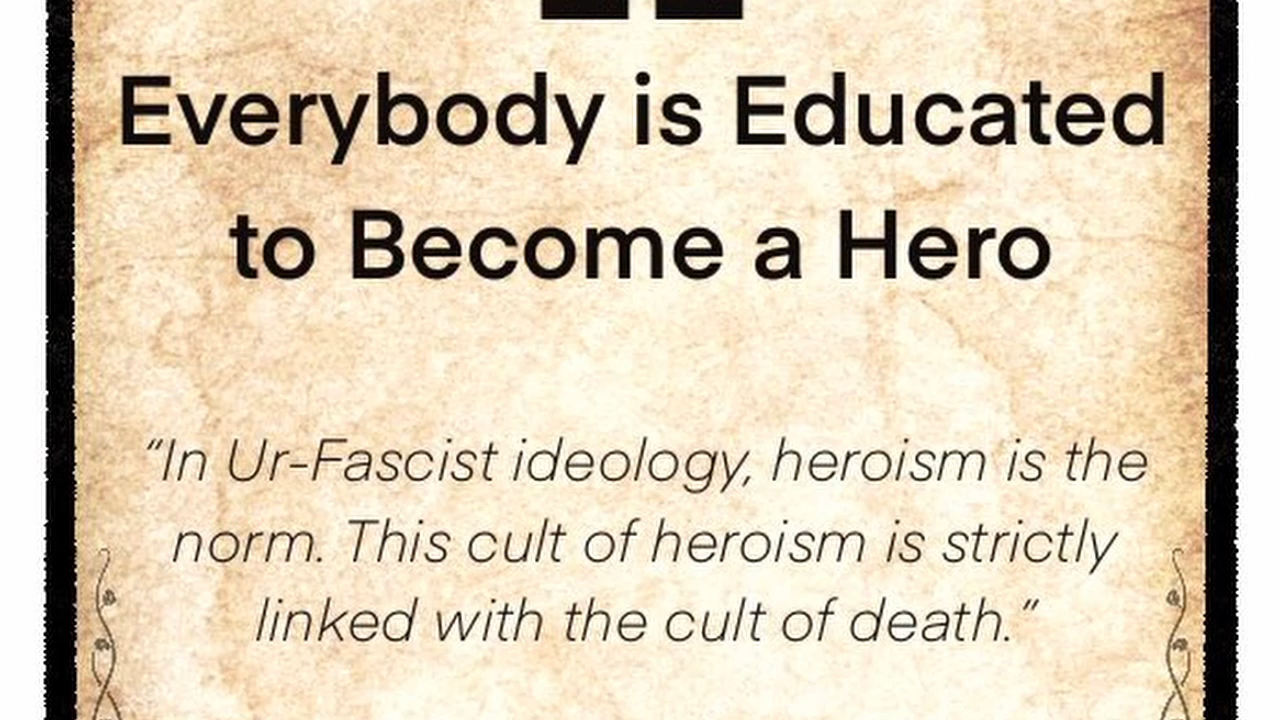 Everybody is Educated
to Become a Hero
“In Ur-Fascist ideology, heroism is the
norm. This cult of heroism is strictly
linked with the cult of death.”